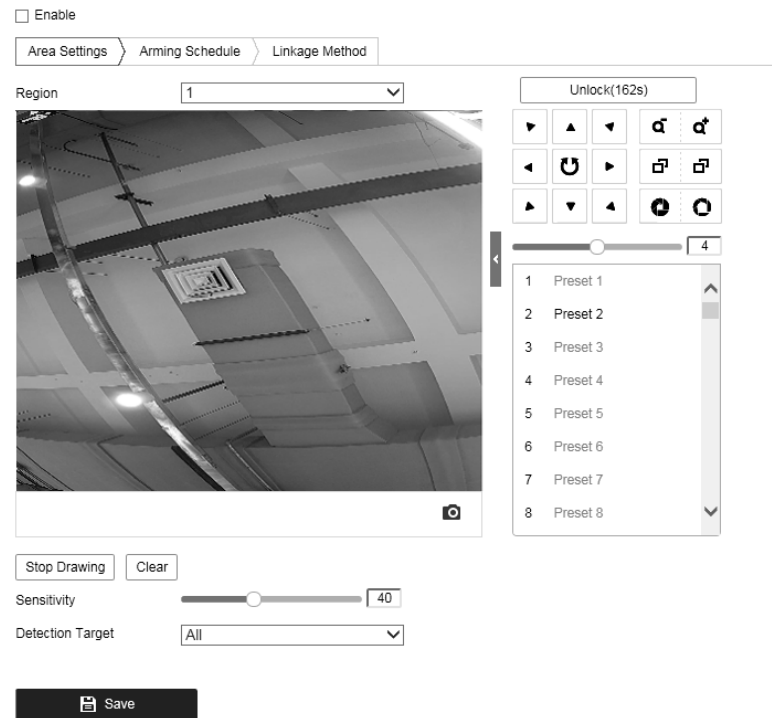 Enable
Area Settings Arming Schedule Linkage Method
Region 1
Unlock(162s)
4
1 Preset 1
2 Preset 2
3 Preset 3
4 Preset 4
5 Preset 5
6 Preset 6
7 Preset 7
8 Preset 8
Stop Drawing Clear
Sensitivity 40
Detection Target All
Save